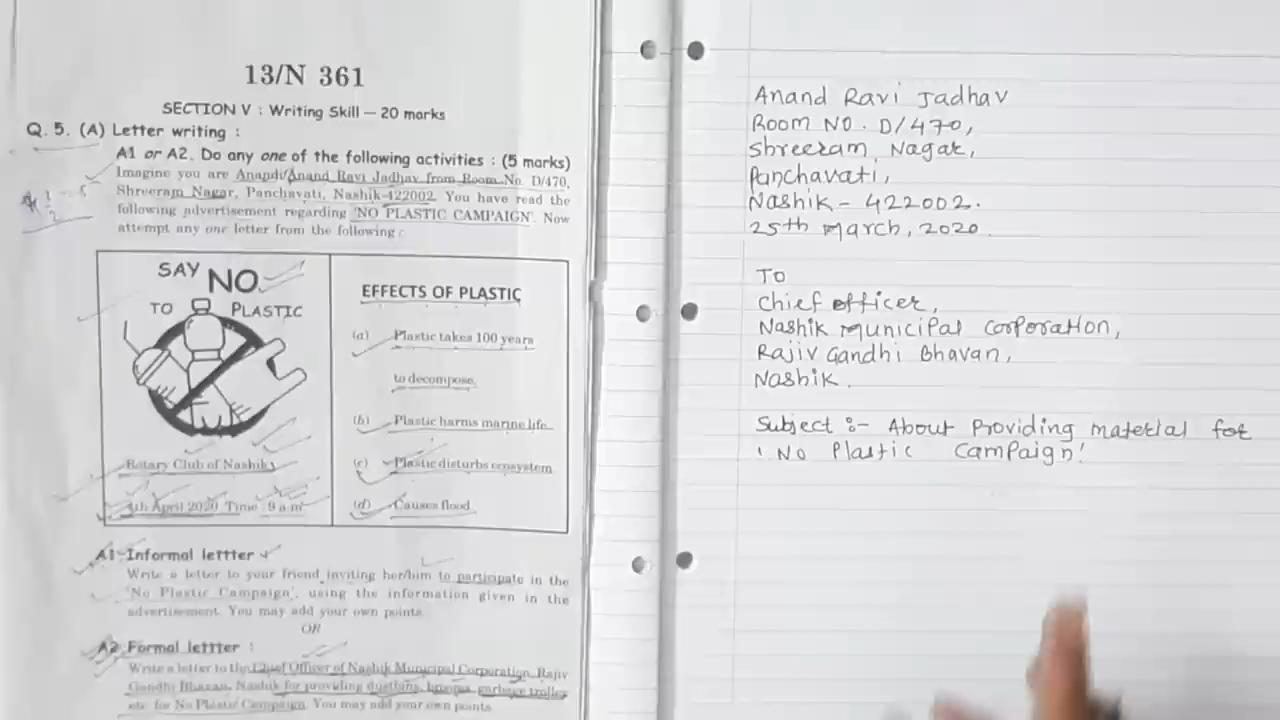 13/N 361
SECTION V : Writing Skill — 20 marks
Q. 5. (A) Letter writing :
A1 or A2. Do any one of the following activities : (5 marks)
Imagine you are Anandi/Anand Ravi Jadhav from Room No. D/470,
Shreeram Nagar, Panchavati, Nashik-422002. You have read the
following advertisement regarding 'NO PLASTIC CAMPAIGN'. Now
attempt any one letter from the following :
SAY NO
TO PLASTIC
Rotary Club of Nashik
4th April 2020 Time : 9 a.m.
EFFECTS OF PLASTIC
(a) Plastic takes 100 years
to decompose.
(b) Plastic harms marine life.
(c) Plastic disturbs ecosystem
(d) Causes flood.
A1-Informal lettter
Write a letter to your friend inviting her/him to participate in the
'No Plastic Campaign', using the information given in the
advertisement. You may add your own points.
OR
A2 Formal lettter :
Write a letter to the Chief Officer of Nashik Municipal Corporation, Rajiv
Gandhi Bhavan, Nashik for providing dustbins, brooms, garbage trolley
etc. for No Plastic Campaign. You may add your own points.
Anand Ravi Jadhav
Room No. D/470,
Shreeram Nagar,
Panchavati,
Nashik - 422002.
25th March, 2020.
To
Chief officer,
Nashik Municipal Corporation,
Rajiv Gandhi Bhavan,
Nashik.
Subject :- About Providing material for
'No Plastic Campaign'